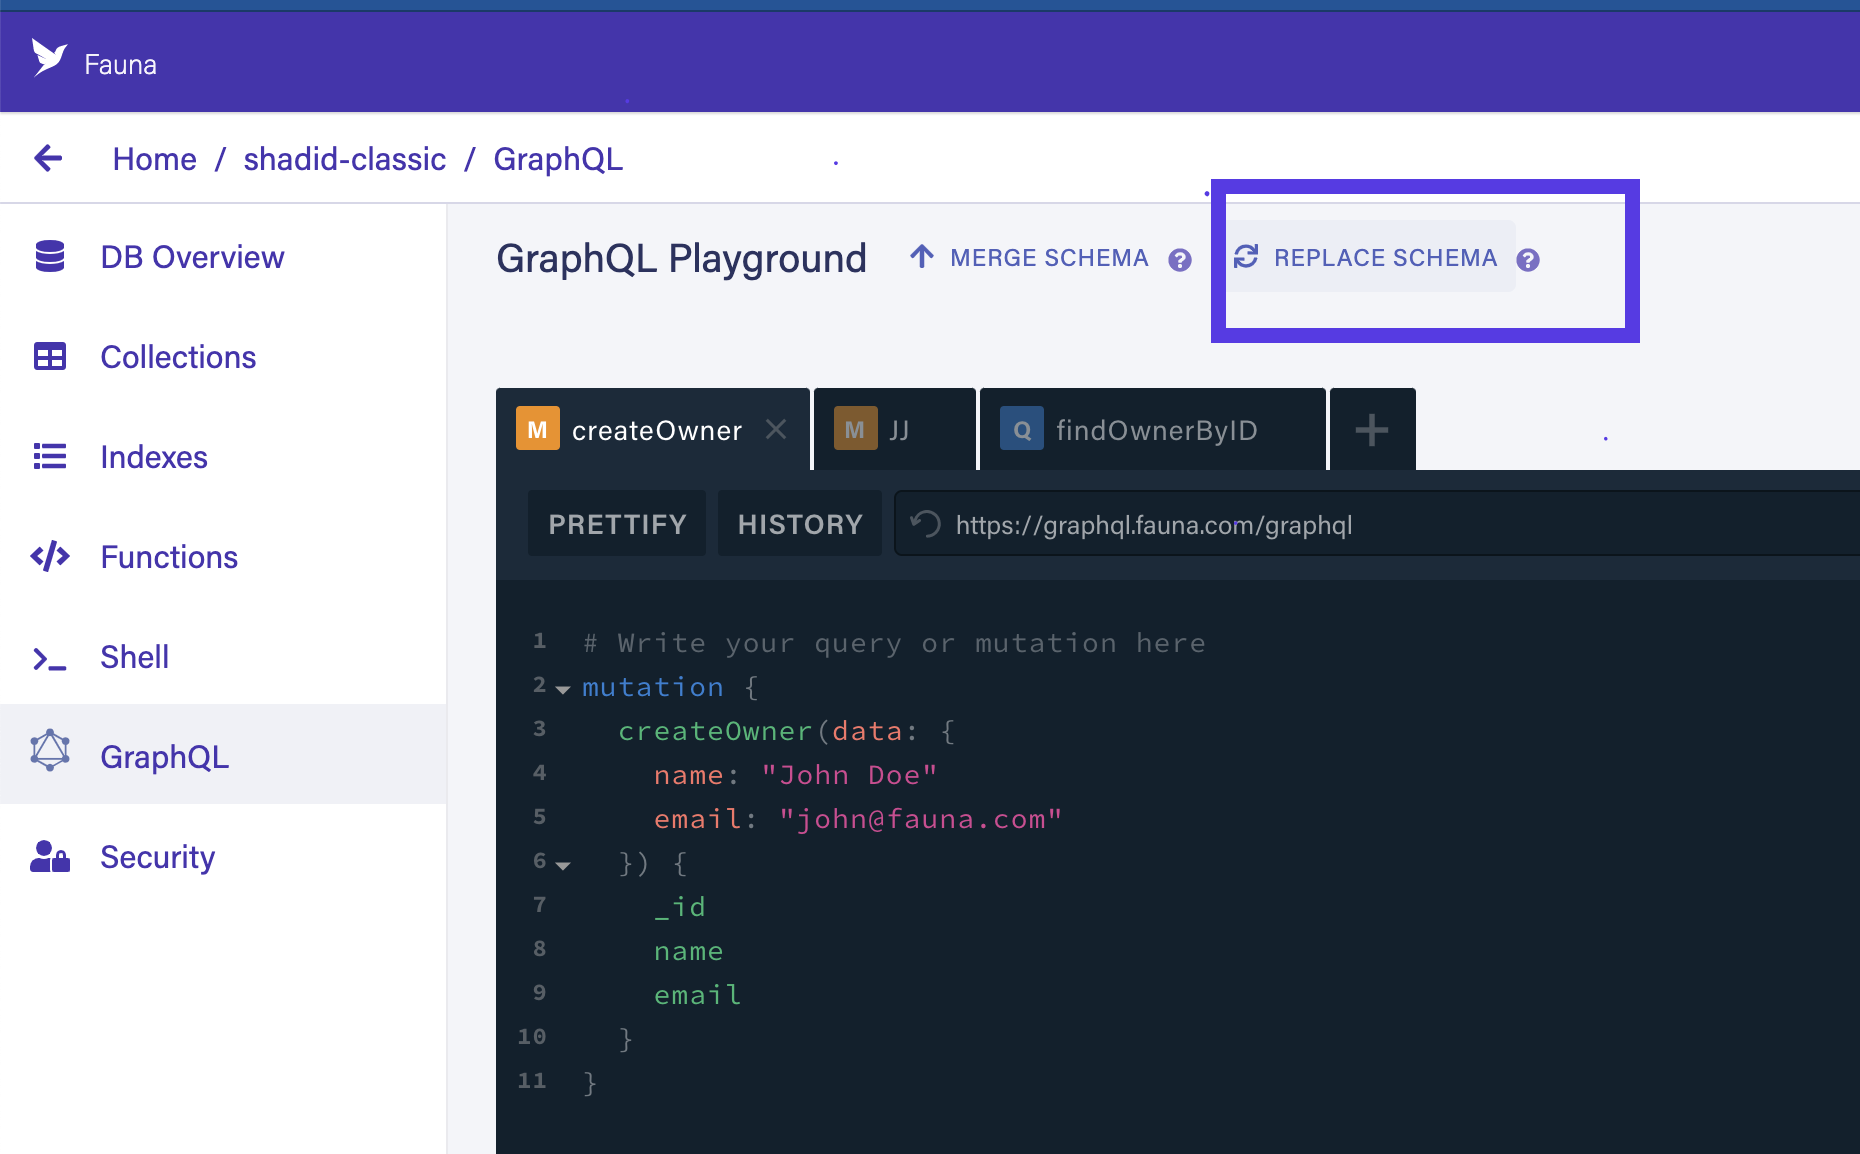 Fauna
Home / shadid-classic / GraphQL
DB Overview
Collections
Indexes
Functions
Shell
GraphQL
Security
GraphQL Playground MERGE SCHEMA ? REPLACE SCHEMA ?
M createOwner M JJ Q findOwnerByID
PRETTIFY HISTORY https://graphql.fauna.com/graphql
1 # Write your query or mutation here
2 mutation {
3 createOwner(data: {
4 name: "John Doe"
5 email: "john@fauna.com"
6 }) {
7 _id
8 name
9 email
10 }
11 }